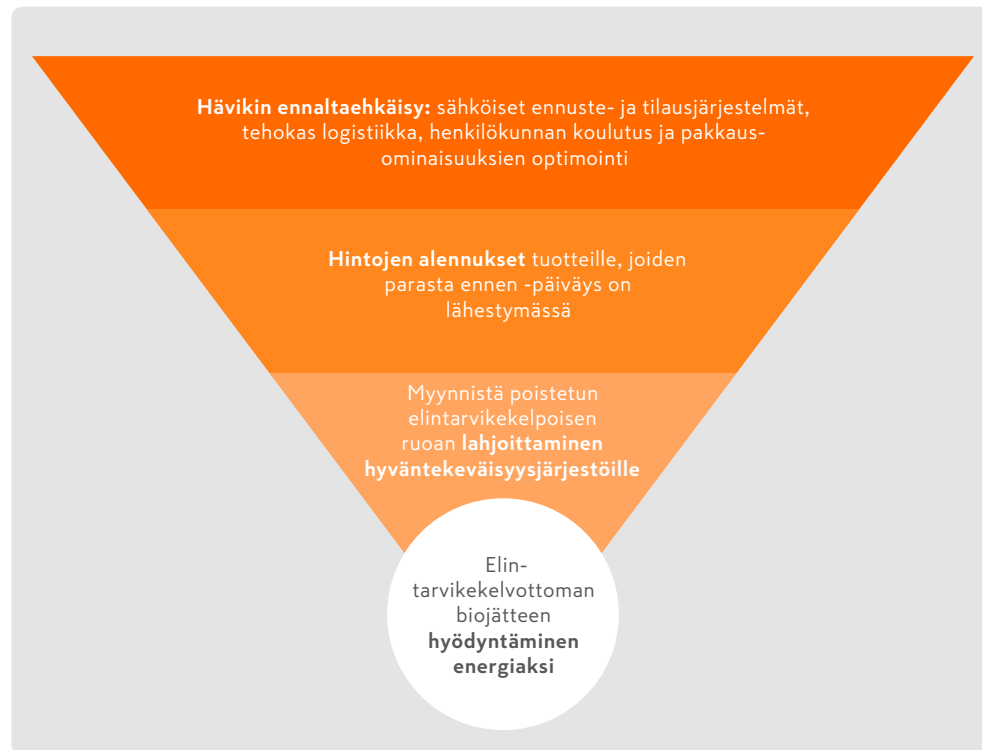 Hävikin ennaltaehkäisy: sähköiset ennuste- ja tilausjärjestelmät,
tehokas logistiikka, henkilökunnan koulutus ja pakkaus-
ominaisuuksien optimointi
Hintojen alennukset tuotteille, joiden
parasta ennen -päiväys on
lähestymässä
Myynnistä poistetun
elintarvikekelpoisen
ruoan lahjoittaminen
hyväntekeväisyysjärjestöille
Elin-
tarvikekelvottoman
biojätteen
hyödyntäminen
energiaksi